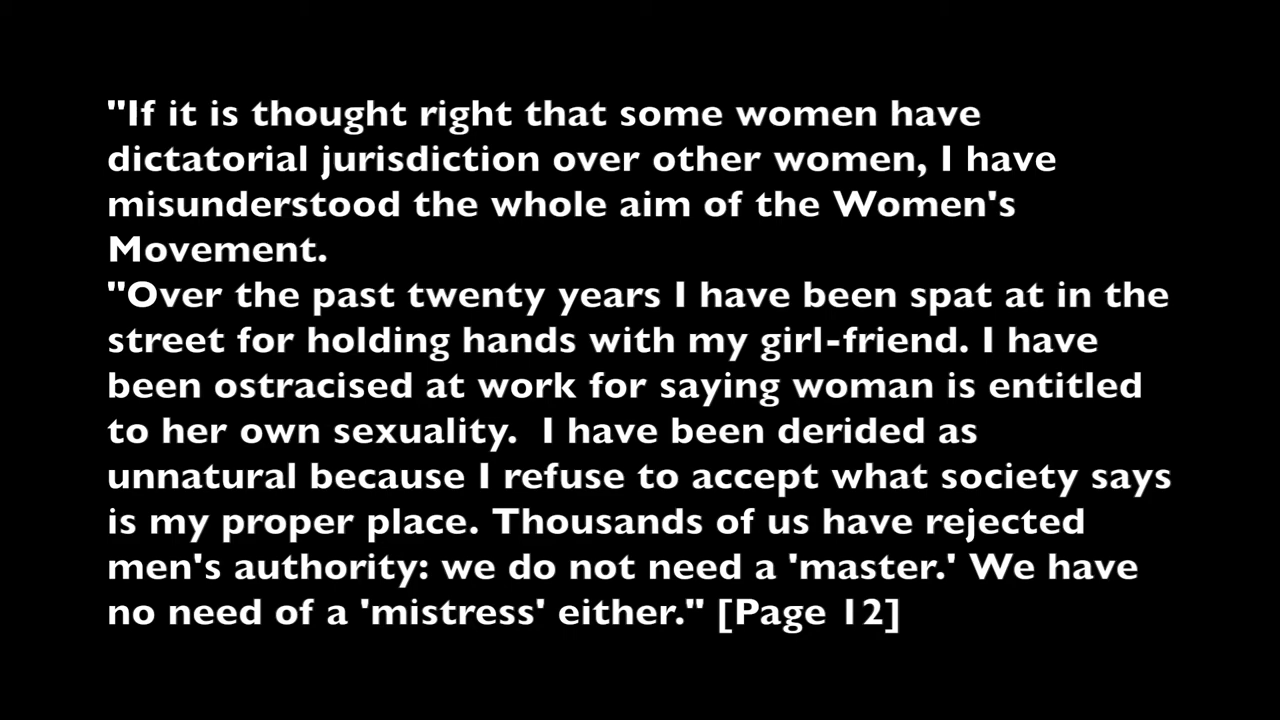 "If it is thought right that some women have
dictatorial jurisdiction over other women, I have
misunderstood the whole aim of the Women's
Movement.
"Over the past twenty years I have been spat at in the
street for holding hands with my girl-friend. I have
been ostracised at work for saying woman is entitled
to her own sexuality.  I have been derided as
unnatural because I refuse to accept what society says
is my proper place. Thousands of us have rejected
men's authority: we do not need a 'master.' We have
no need of a 'mistress' either." [Page 12]